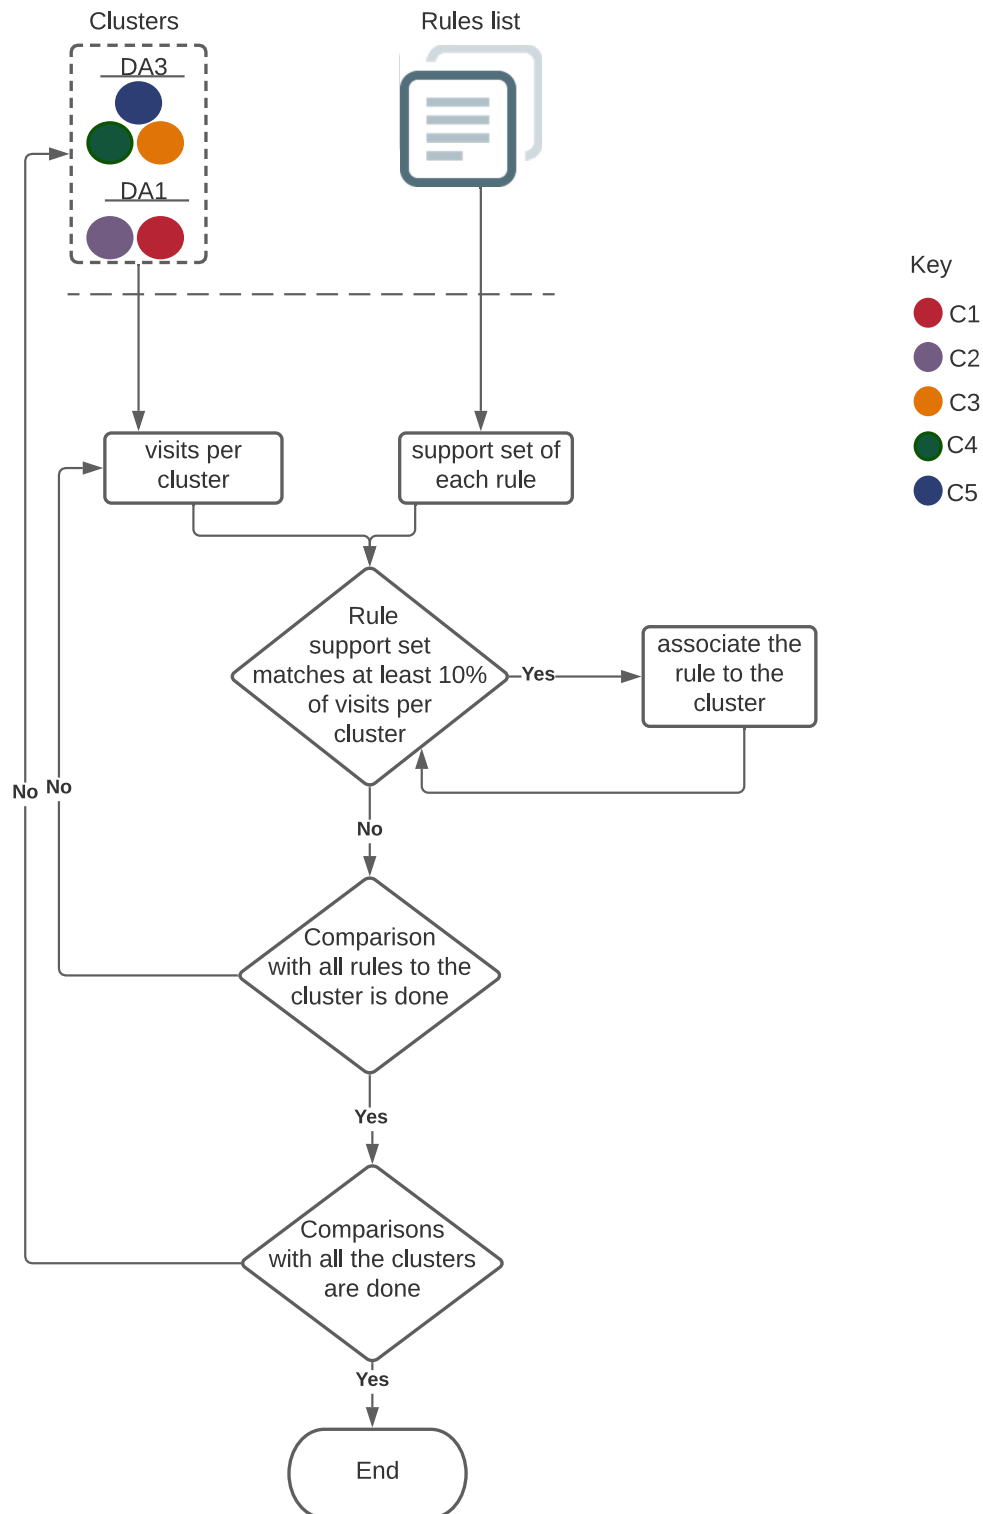 Clusters
Rules list
DA3
DA1
Key
C1
C2
C3
C4
C5
visits per
cluster
support set of
each rule
Rule
support set
matches at least 10%
of visits per
cluster
Yes
associate the
rule to the
cluster
No
No
No
Comparison
with all rules to the
cluster is done
Yes
Comparisons
with all the clusters
are done
Yes
End